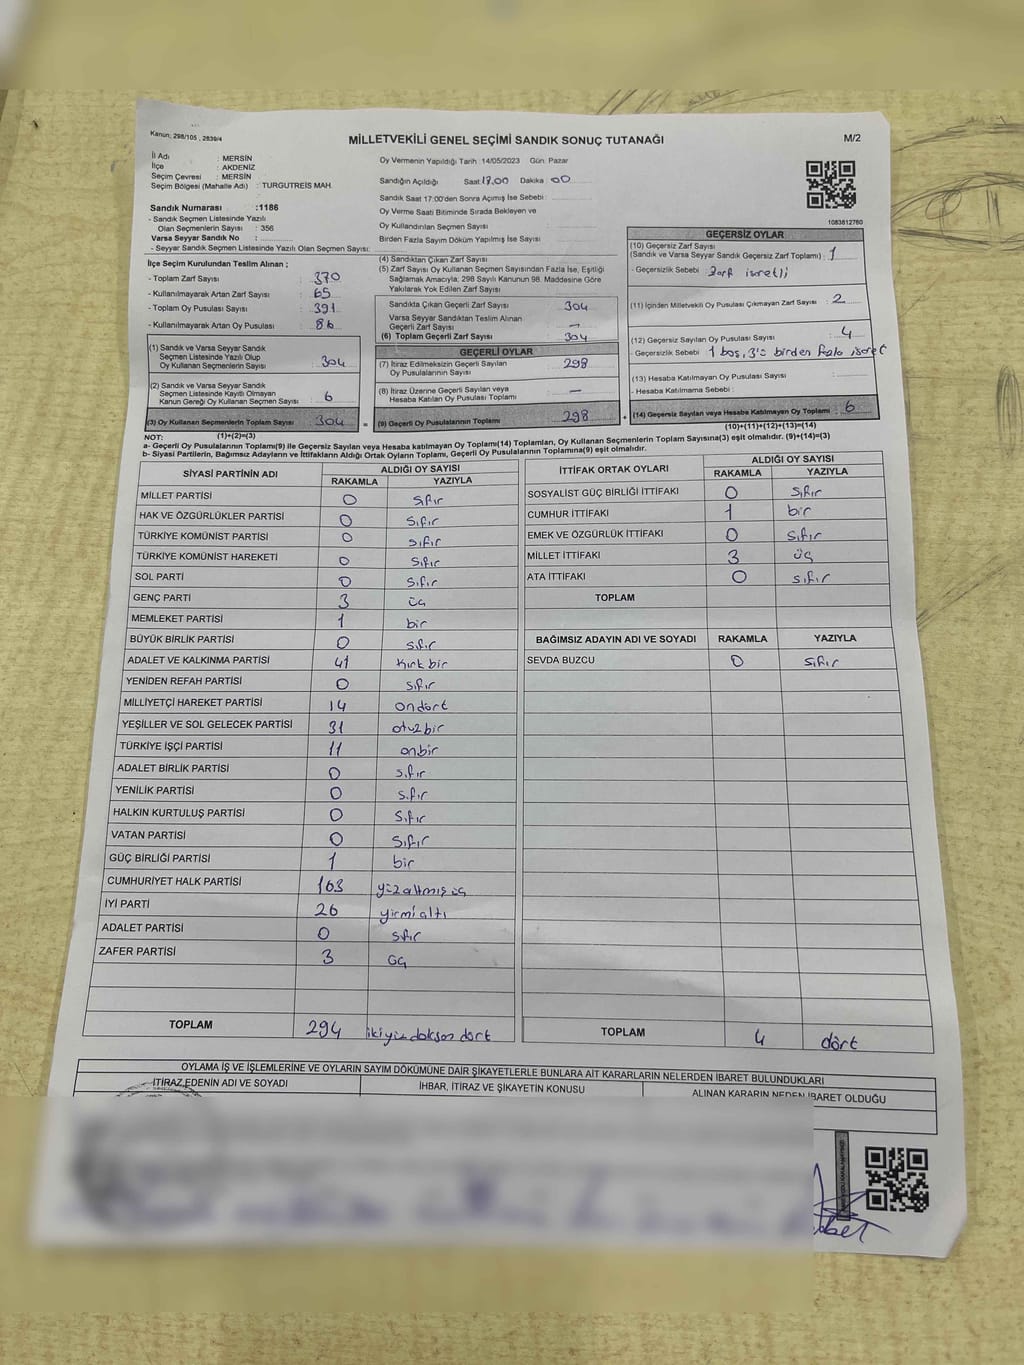 Kanun; 298/105 , 2839/4
MİLLETVEKİLİ GENEL SEÇİMİ SANDIK SONUÇ TUTANAĞI
M/2
İl Adı : MERSİN
İlçe : AKDENİZ
Seçim Çevresi : MERSİN
Seçim Bölgesi (Mahalle Adı) : TURGUTREİS MAH.
Sandık Numarası :1186
- Sandık Seçmen Listesinde Yazılı
Olan Seçmenlerin Sayısı : 356
Varsa Seyyar Sandık No :
- Seyyar Sandık Seçmen Listesinde Yazılı Olan Seçmen Sayısı:
Oy Vermenin Yapıldığı Tarih : 14/05/2023 Gün: Pazar
Sandığın Açıldığı Saat 17.00 Dakika 00
Sandık Saat 17:00'den Sonra Açılmış İse Sebebi :
Oy Verme Saati Bitiminde Sırada Bekleyen ve
Oy Kullandırılan Seçmen Sayısı :
Birden Fazla Sayım Döküm Yapılmış İse Sayısı :
1083812760
İlçe Seçim Kurulundan Teslim Alınan ;
- Toplam Zarf Sayısı : 370
- Kullanılmayarak Artan Zarf Sayısı : 65
- Toplam Oy Pusulası Sayısı : 391
- Kullanılmayarak Artan Oy Pusulası : 86
(1) Sandık ve Varsa Seyyar Sandık
Seçmen Listesinde Yazılı Olup
Oy Kullanan Seçmenlerin Sayısı : 304
(2) Sandık ve Varsa Seyyar Sandık
Seçmen Listesinde Kayıtlı Olmayan
Kanun Gereği Oy Kullanan Seçmen Sayısı : 6
(3) Oy Kullanan Seçmenlerin Toplam Sayısı : 304
(1)+(2)=(3)
(4) Sandıktan Çıkan Zarf Sayısı :
(5) Zarf Sayısı Oy Kullanan Seçmen Sayısından Fazla İse, Eşitliği
Sağlamak Amacıyla; 298 Sayılı Kanunun 98. Maddesine Göre
Yakılarak Yok Edilen Zarf Sayısı :
Sandıkta Çıkan Geçerli Zarf Sayısı : 304
Varsa Seyyar Sandıktan Teslim Alınan
Geçerli Zarf Sayısı : —
(6) Toplam Geçerli Zarf Sayısı : 304
GEÇERLİ OYLAR
(7) İtiraz Edilmeksizin Geçerli Sayılan
Oy Pusulalarının Sayısı : 298
(8) İtiraz Üzerine Geçerli Sayılan veya
Hesaba Katılan Oy Pusulası Toplamı : —
= (9) Geçerli Oy Pusulalarının Toplamı : 298
GEÇERSİZ OYLAR
(10) Geçersiz Zarf Sayısı
(Sandık ve Varsa Seyyar Sandık Geçersiz Zarf Toplamı) : 1
- Geçersizlik Sebebi : Zarf işaretli
(11) İçinden Milletvekili Oy Pusulası Çıkmayan Zarf Sayısı : 2
(12) Geçersiz Sayılan Oy Pusulası Sayısı : 4
- Geçersizlik Sebebi : 1 boş, 3'ü birden fazla işaret
(13) Hesaba Katılmayan Oy Pusulası Sayısı :
- Hesaba Katılmama Sebebi :
+ (14) Geçersiz Sayılan veya Hesaba Katılmayan Oy Toplamı : 6
(10)+(11)+(12)+(13)=(14)
NOT:
a- Geçerli Oy Pusulalarının Toplamı(9) ile Geçersiz Sayılan veya Hesaba katılmayan Oy Toplamı(14) Toplamları, Oy Kullanan Seçmenlerin Toplam Sayısına(3) eşit olmalıdır. (9)+(14)=(3)
b- Siyasi Partilerin, Bağımsız Adayların ve İttifakların Aldığı Ortak Oyların Toplamı, Geçerli Oy Pusulalarının Toplamına(9) eşit olmalıdır.
SİYASİ PARTİNİN ADI ALDIĞI OY SAYISI
RAKAMLA YAZIYLA
MİLLET PARTİSİ 0 sıfır
HAK VE ÖZGÜRLÜKLER PARTİSİ 0 sıfır
TÜRKİYE KOMÜNİST PARTİSİ 0 sıfır
TÜRKİYE KOMÜNİST HAREKETİ 0 sıfır
SOL PARTİ 0 sıfır
GENÇ PARTİ 3 üç
MEMLEKET PARTİSİ 1 bir
BÜYÜK BİRLİK PARTİSİ 0 sıfır
ADALET VE KALKINMA PARTİSİ 41 kırk bir
YENİDEN REFAH PARTİSİ 0 sıfır
MİLLİYETÇİ HAREKET PARTİSİ 14 ondört
YEŞİLLER VE SOL GELECEK PARTİSİ 31 otuzbir
TÜRKİYE İŞÇİ PARTİSİ 11 onbir
ADALET BİRLİK PARTİSİ 0 sıfır
YENİLİK PARTİSİ 0 sıfır
HALKIN KURTULUŞ PARTİSİ 0 sıfır
VATAN PARTİSİ 0 sıfır
GÜÇ BİRLİĞİ PARTİSİ 1 bir
CUMHURİYET HALK PARTİSİ 163 yüzaltmış üç
İYİ PARTİ 26 yirmi altı
ADALET PARTİSİ 0 sıfır
ZAFER PARTİSİ 3 üç
TOPLAM 294 ikiyüz doksan dört
İTTİFAK ORTAK OYLARI ALDIĞI OY SAYISI
RAKAMLA YAZIYLA
SOSYALİST GÜÇ BİRLİĞİ İTTİFAKI 0 sıfır
CUMHUR İTTİFAKI 1 bir
EMEK VE ÖZGÜRLÜK İTTİFAKI 0 sıfır
MİLLET İTTİFAKI 3 üç
ATA İTTİFAKI 0 sıfır
TOPLAM
BAĞIMSIZ ADAYIN ADI VE SOYADI RAKAMLA YAZIYLA
SEVDA BUZCU 0 sıfır
TOPLAM 4 dört
OYLAMA İŞ VE İŞLEMLERİNE VE OYLARIN SAYIM DÖKÜMÜNE DAİR ŞİKAYETLERLE BUNLARA AİT KARARLARIN NELERDEN İBARET BULUNDUKLARI
İTİRAZ EDENİN ADI VE SOYADI İHBAR, İTİRAZ VE ŞİKAYETİN KONUSU ALINAN KARARIN NEDEN İBARET OLDUĞU